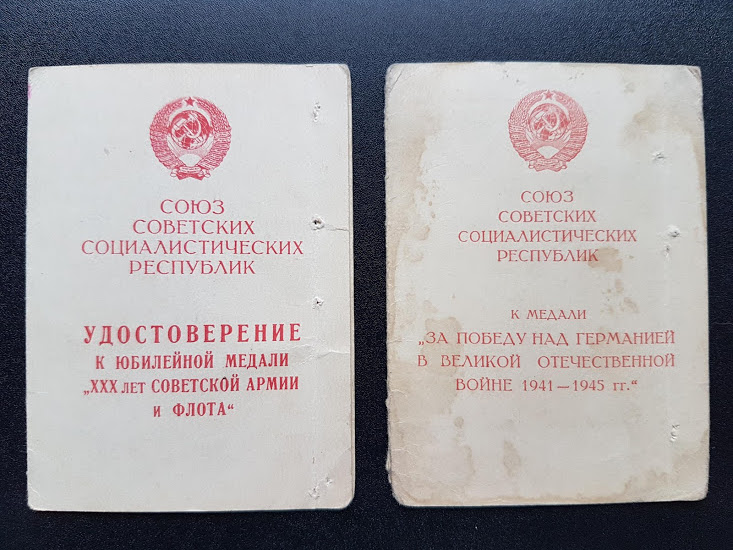 СОЮЗ
СОВЕТСКИХ
СОЦИАЛИСТИЧЕСКИХ
РЕСПУБЛИК
УДОСТОВЕРЕНИЕ
К ЮБИЛЕЙНОЙ МЕДАЛИ
„XXX ЛЕТ СОВЕТСКОЙ АРМИИ
И ФЛОТА“
СОЮЗ
СОВЕТСКИХ
СОЦИАЛИСТИЧЕСКИХ
РЕСПУБЛИК
К МЕДАЛИ
„ЗА ПОБЕДУ НАД ГЕРМАНИЕЙ
В ВЕЛИКОЙ ОТЕЧЕСТВЕННОЙ
ВОЙНЕ 1941—1945 гг.“